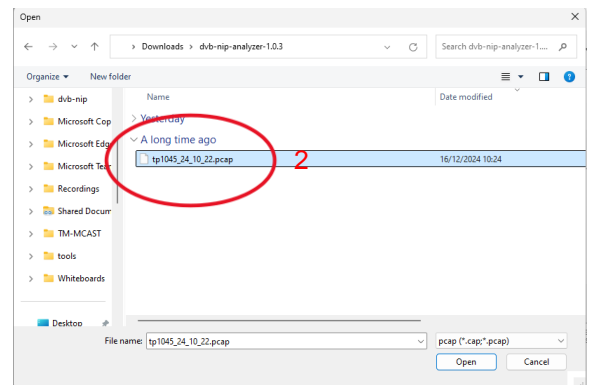 Open
Downloads > dvb-nip-analyzer-1.0.3
Search dvb-nip-analyzer-1....
Organize New folder
Name Date modified
dvb-nip
Microsoft Cop
Microsoft Edg
Microsoft Tear
Recordings
Shared Docum
TM-MCAST
tools
Whiteboards
Desktop
Yesterday
A long time ago
tp1045_24_10_22.pcap 16/12/2024 10:24
2
File name: tp1045_24_10_22.pcap pcap (*.cap;*.pcap)
Open Cancel